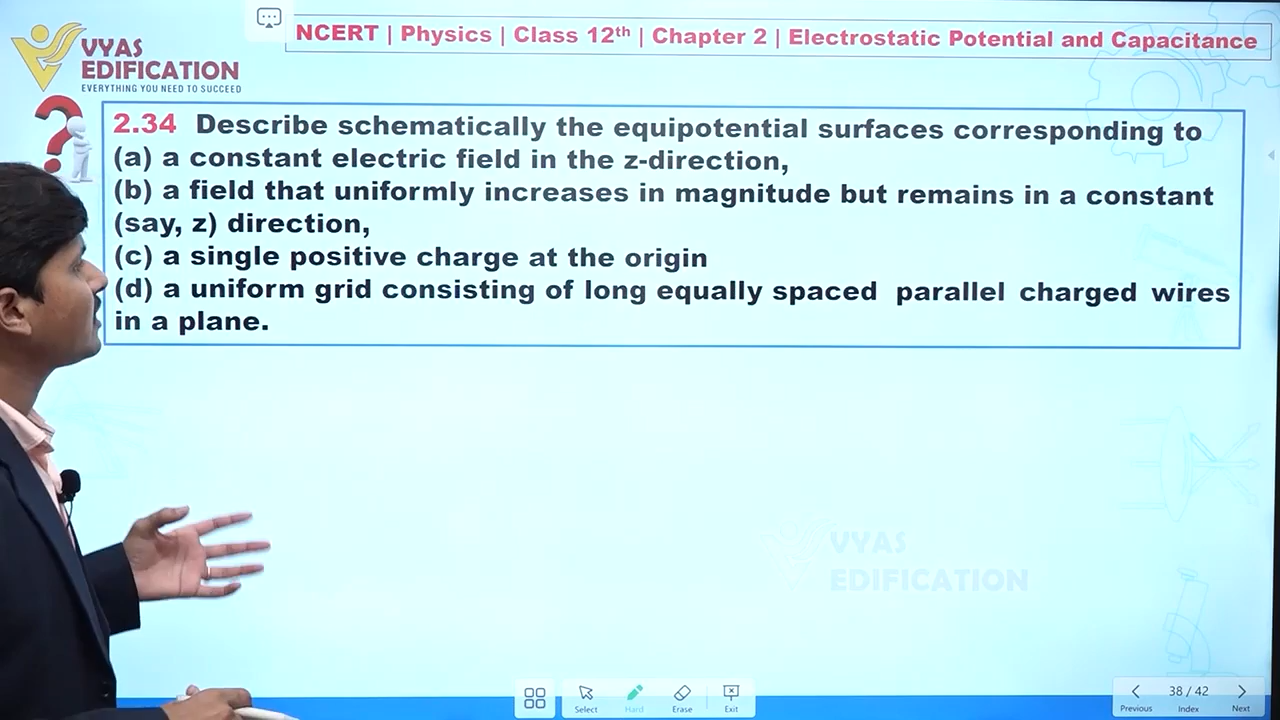 NCERT | Physics | Class 12th | Chapter 2 | Electrostatic Potential and Capacitance
VYAS
EDIFICATION
EVERYTHING YOU NEED TO SUCCEED
2.34 Describe schematically the equipotential surfaces corresponding to
(a) a constant electric field in the z-direction,
(b) a field that uniformly increases in magnitude but remains in a constant
(say, z) direction,
(c) a single positive charge at the origin
(d) a uniform grid consisting of long equally spaced parallel charged wires
in a plane.
VYAS
EDIFICATION
Select
Hard
Erase
Exit
38 / 42
Previous
Index
Next